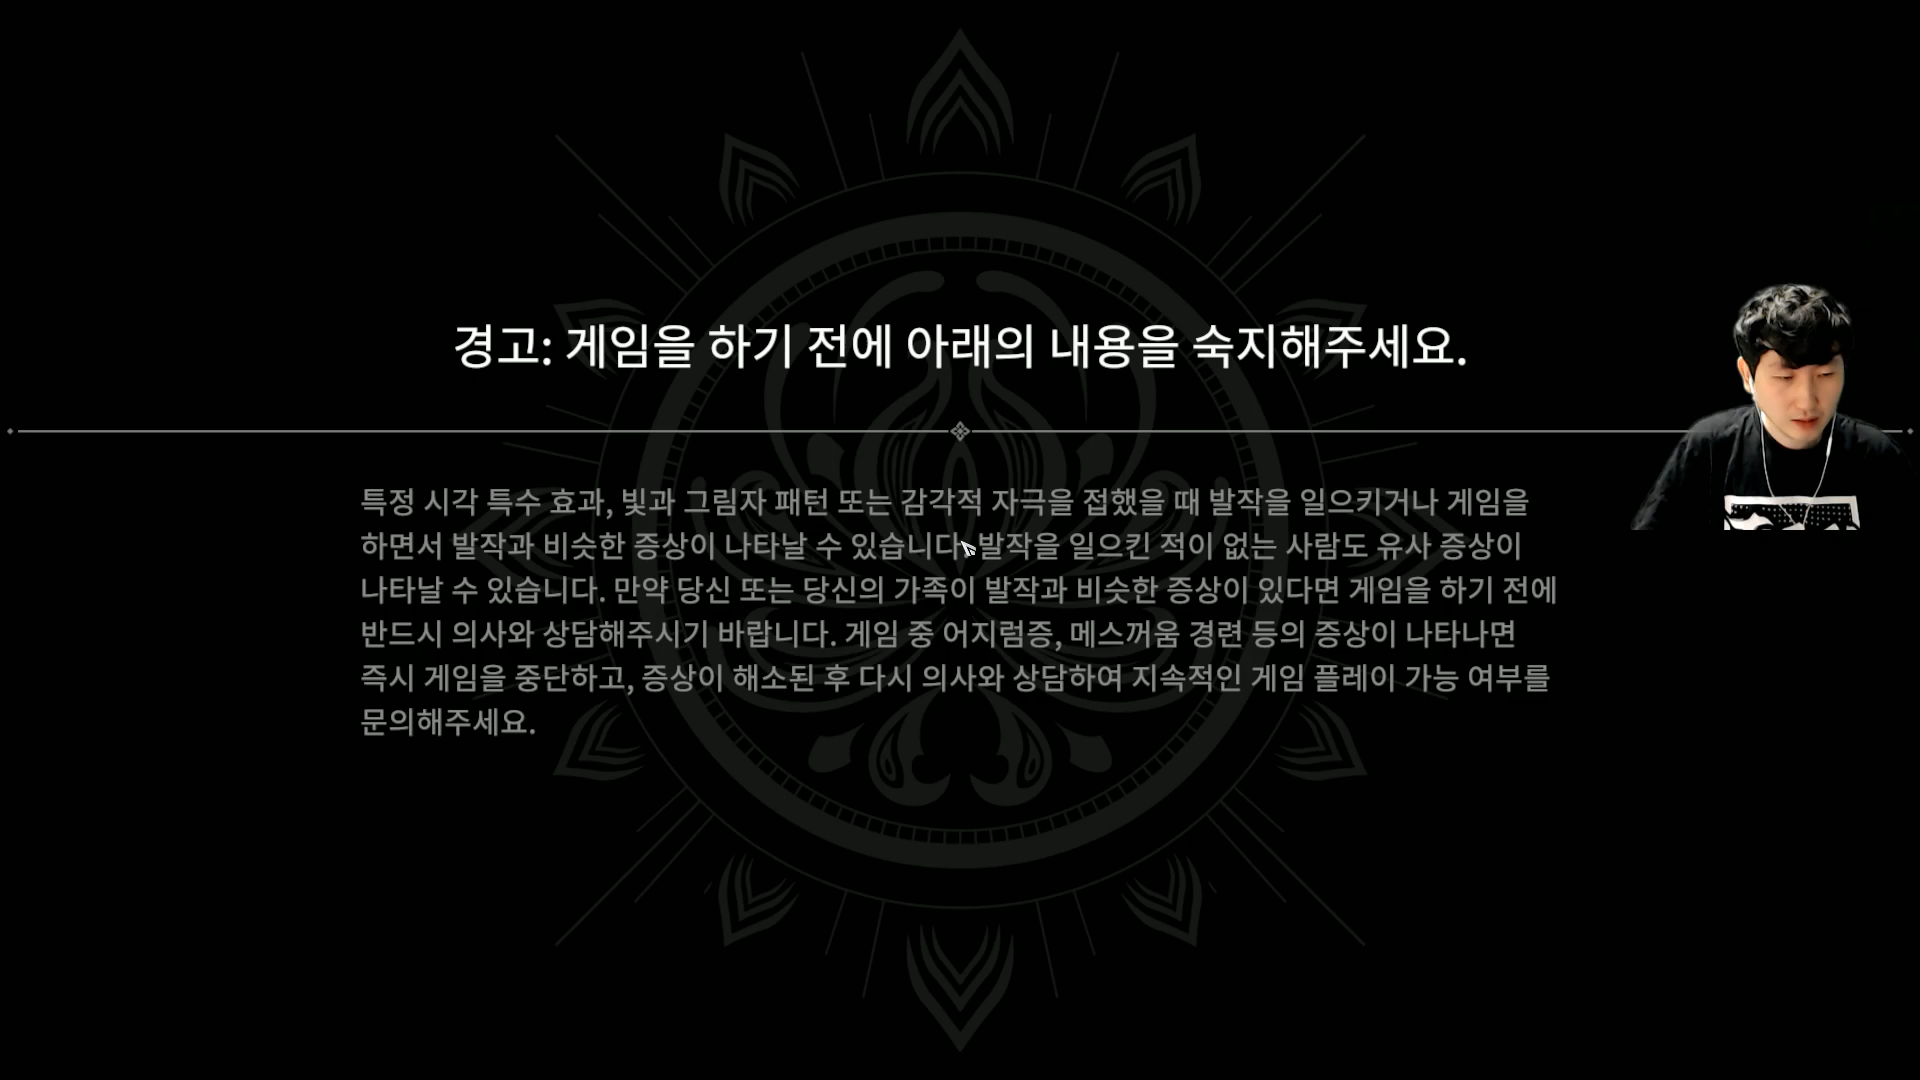 경고: 게임을 하기 전에 아래의 내용을 숙지해주세요.
특정 시각 특수 효과, 빛과 그림자 패턴 또는 감각적 자극을 접했을 때 발작을 일으키거나 게임을
하면서 발작과 비슷한 증상이 나타날 수 있습니다. 발작을 일으킨 적이 없는 사람도 유사 증상이
나타날 수 있습니다. 만약 당신 또는 당신의 가족이 발작과 비슷한 증상이 있다면 게임을 하기 전에
반드시 의사와 상담해주시기 바랍니다. 게임 중 어지럼증, 메스꺼움 경련 등의 증상이 나타나면
즉시 게임을 중단하고, 증상이 해소된 후 다시 의사와 상담하여 지속적인 게임 플레이 가능 여부를
문의해주세요.